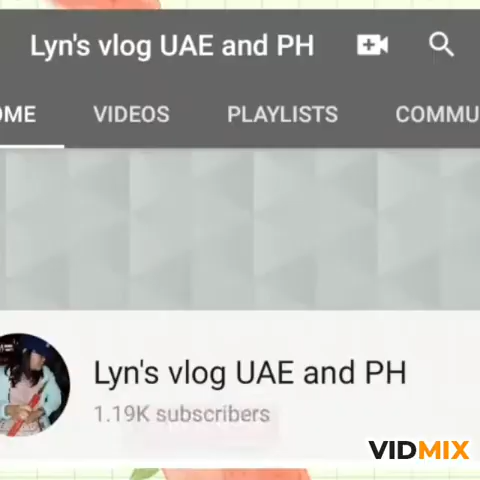 Lyn's vlog UAE and PH
OME VIDEOS PLAYLISTS COMMU
Lyn's vlog UAE and PH
1.19K subscribers
VIDMIX